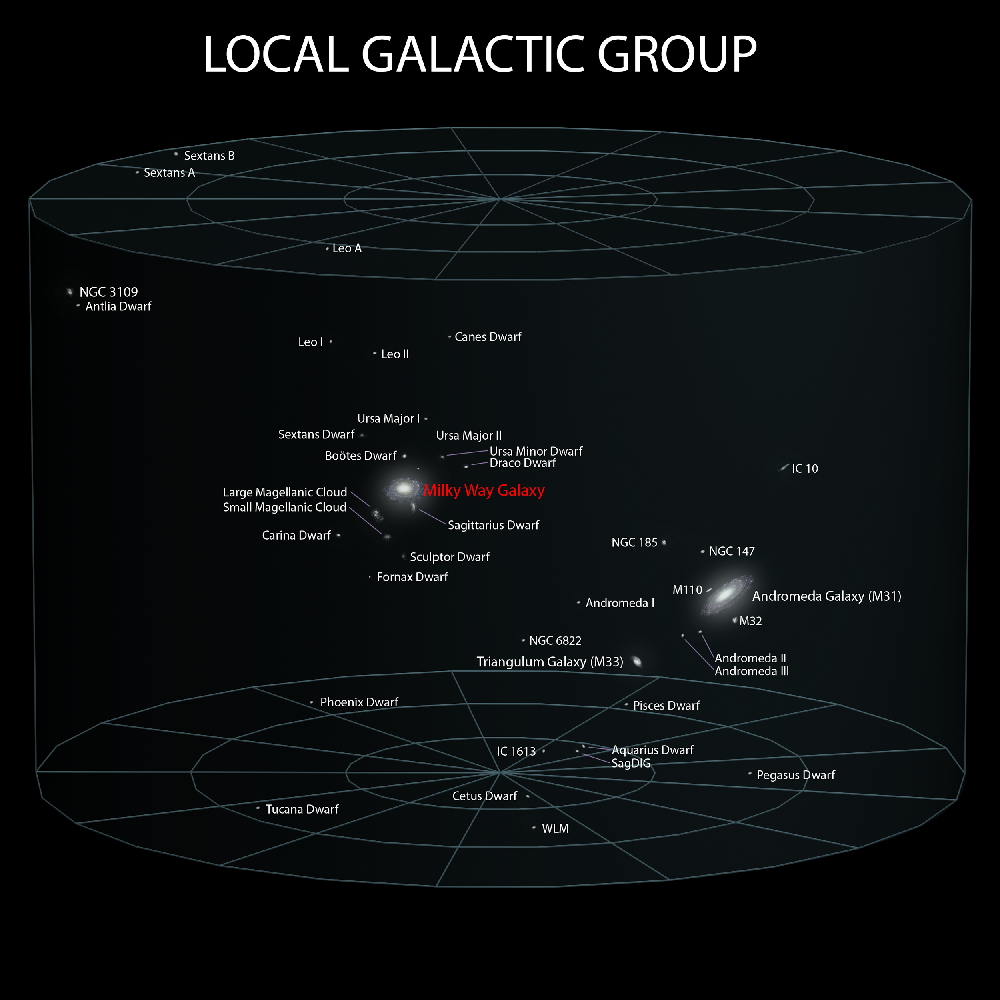 LOCAL GALACTIC GROUP
Sextans B
Sextans A
Leo A
NGC 3109
Antlia Dwarf
Canes Dwarf
Leo I
Leo II
Ursa Major I
Sextans Dwarf
Ursa Major II
Ursa Minor Dwarf
Boötes Dwarf
Draco Dwarf
IC 10
Milky Way Galaxy
Large Magellanic Cloud
Small Magellanic Cloud
Sagittarius Dwarf
Carina Dwarf
NGC 185
NGC 147
Sculptor Dwarf
Fornax Dwarf
M110
Andromeda Galaxy (M31)
Andromeda I
M32
NGC 6822
Andromeda II
Triangulum Galaxy (M33)
Andromeda III
Phoenix Dwarf
Pisces Dwarf
IC 1613
Aquarius Dwarf
SagDIG
Pegasus Dwarf
Cetus Dwarf
Tucana Dwarf
WLM